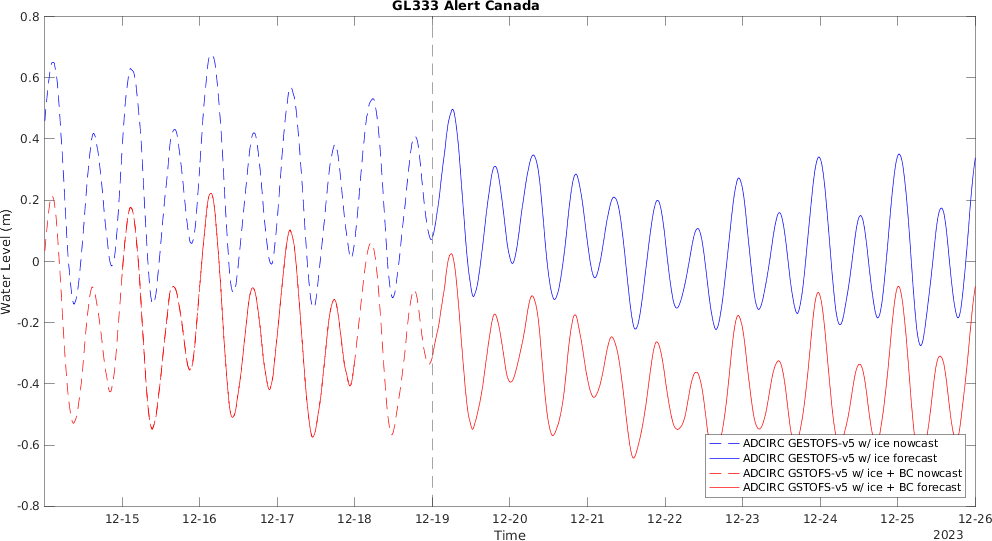 GL333 Alert Canada
0.8
0.6
0.4
0.2
0
-0.2
-0.4
-0.6
-0.8
Water Level (m)
ADCIRC GESTOFS-v5 w/ ice nowcast
ADCIRC GESTOFS-v5 w/ ice forecast
ADCIRC GSTOFS-v5 w/ ice + BC nowcast
ADCIRC GSTOFS-v5 w/ ice + BC forecast
12-15 12-16 12-17 12-18 12-19 12-20 12-21 12-22 12-23 12-24 12-25 12-26
Time
2023